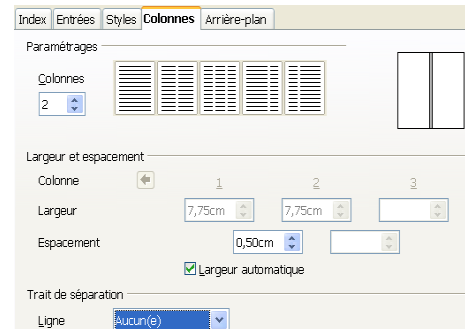 Index Entrées Styles Colonnes Arrière-plan
Paramétrages
Colonnes
2
Largeur et espacement
Colonne 1 2 3
Largeur 7,75cm 7,75cm
Espacement 0,50cm
Largeur automatique
Trait de séparation
Ligne Aucun(e)